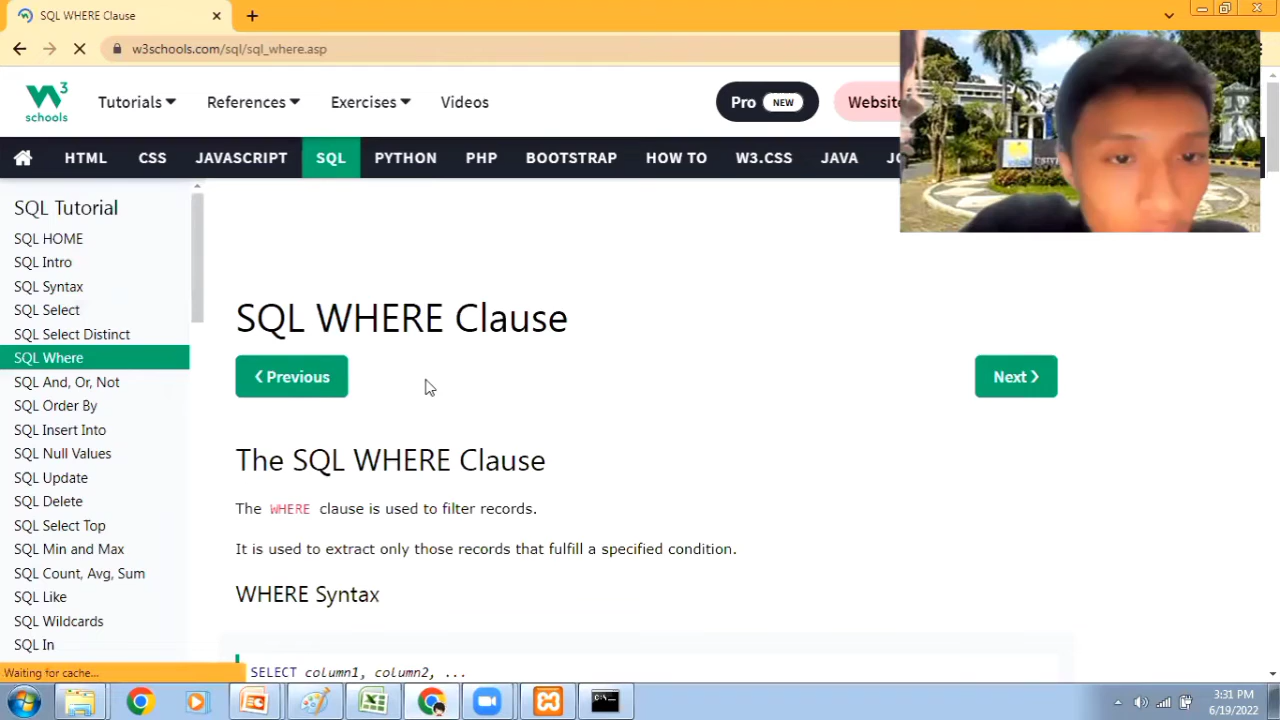 SQL WHERE Clause
w3schools.com/sql/sql_where.asp
W3 schools
Tutorials
References
Exercises
Videos
Pro NEW
Website
HTML
CSS
JAVASCRIPT
SQL
PYTHON
PHP
BOOTSTRAP
HOW TO
W3.CSS
JAVA
SQL Tutorial
SQL HOME
SQL Intro
SQL Syntax
SQL Select
SQL Select Distinct
SQL Where
SQL And, Or, Not
SQL Order By
SQL Insert Into
SQL Null Values
SQL Update
SQL Delete
SQL Select Top
SQL Min and Max
SQL Count, Avg, Sum
SQL Like
SQL Wildcards
SQL In
SQL WHERE Clause
❮ Previous
Next ❯
The SQL WHERE Clause
The WHERE clause is used to filter records.
It is used to extract only those records that fulfill a specified condition.
WHERE Syntax
SELECT column1, column2, ...
Waiting for cache...
3:31 PM
6/19/2022